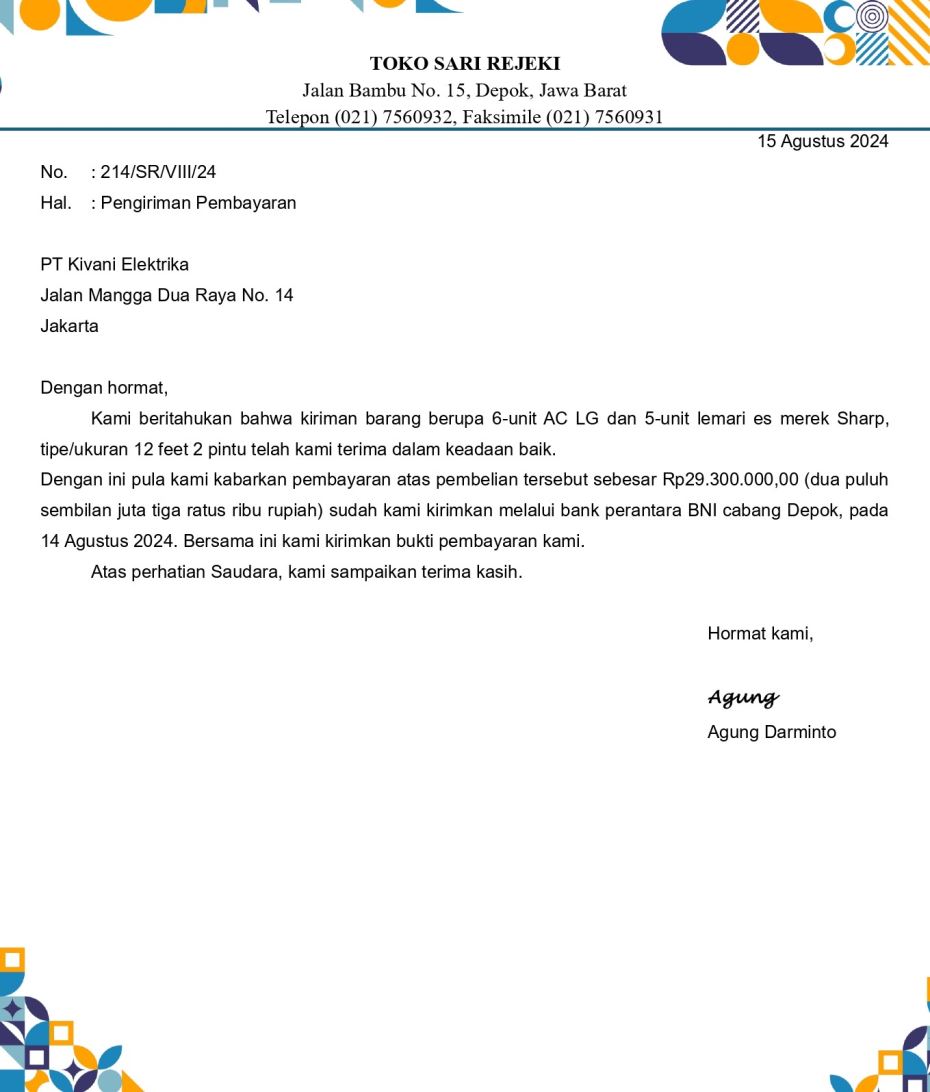 TOKO SARI REJEKI
Jalan Bambu No. 15, Depok, Jawa Barat
Telepon (021) 7560932, Faksimile (021) 7560931
15 Agustus 2024
No. : 214/SR/VIII/24
Hal. : Pengiriman Pembayaran
PT Kivani Elektrika
Jalan Mangga Dua Raya No. 14
Jakarta
Dengan hormat,
Kami beritahukan bahwa kiriman barang berupa 6-unit AC LG dan 5-unit lemari es merek Sharp,
tipe/ukuran 12 feet 2 pintu telah kami terima dalam keadaan baik.
Dengan ini pula kami kabarkan pembayaran atas pembelian tersebut sebesar Rp29.300.000,00 (dua puluh
sembilan juta tiga ratus ribu rupiah) sudah kami kirimkan melalui bank perantara BNI cabang Depok, pada
14 Agustus 2024. Bersama ini kami kirimkan bukti pembayaran kami.
Atas perhatian Saudara, kami sampaikan terima kasih.
Hormat kami,
Agung
Agung Darminto